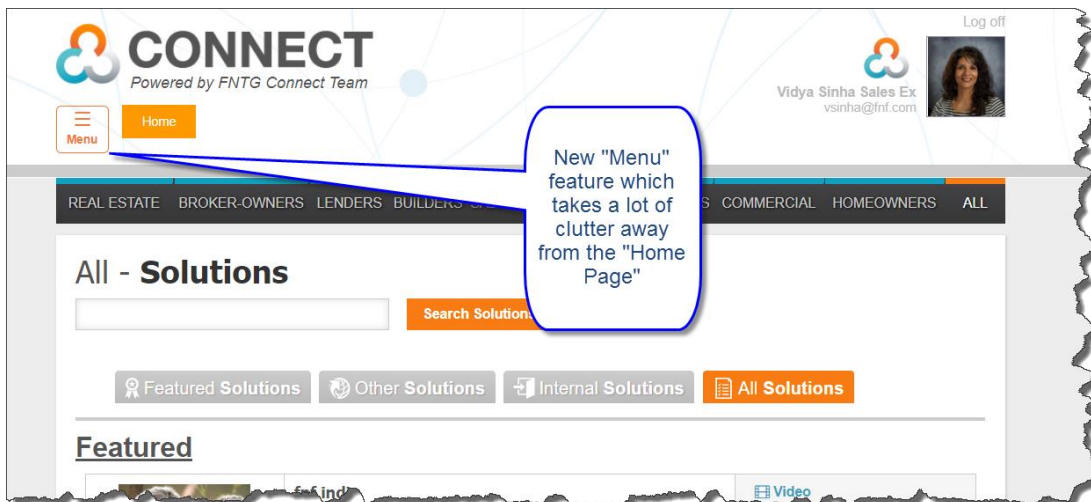 Log off
CONNECT
Powered by FNTG Connect Team
Vidya Sinha Sales Ex
vsinha@fnf.com
Menu
Home
New "Menu"
feature which
takes a lot of
clutter away
from the "Home
Page"
REAL ESTATE BROKER-OWNERS LENDERS BUILDERS COMMERCIAL HOMEOWNERS ALL
All - Solutions
Search Solutions
Featured Solutions Other Solutions Internal Solutions All Solutions
Featured
Video